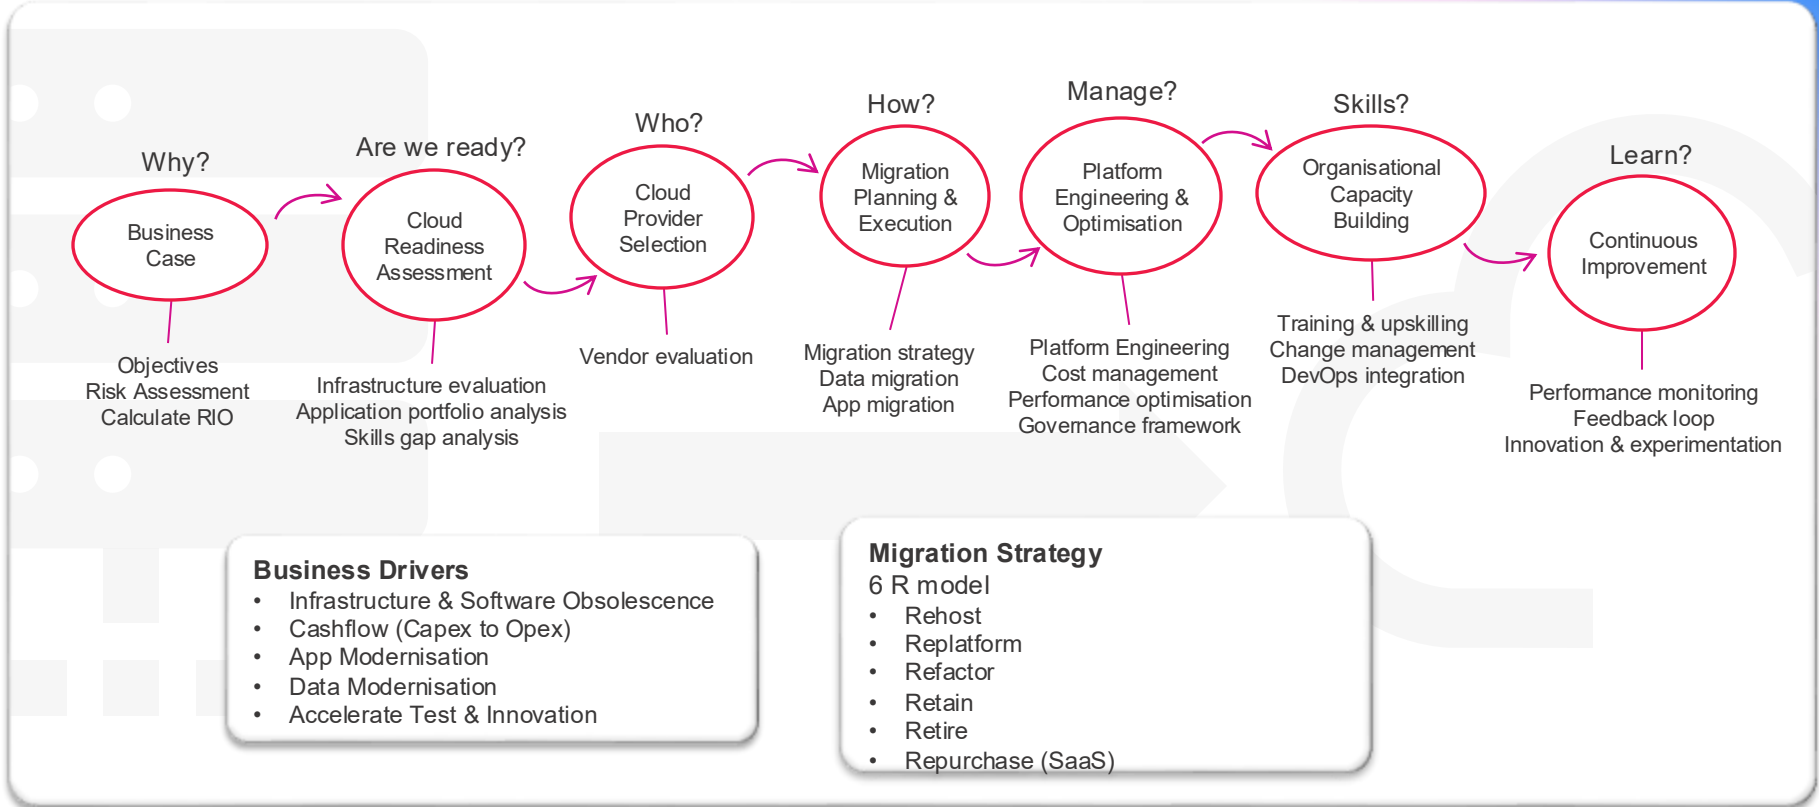 Why?
Business
Case
Objectives
Risk Assessment
Calculate RIO
Are we ready?
Cloud
Readiness
Assessment
Infrastructure evaluation
Application portfolio analysis
Skills gap analysis
Who?
Cloud
Provider
Selection
Vendor evaluation
How?
Migration
Planning &
Execution
Migration strategy
Data migration
App migration
Manage?
Platform
Engineering &
Optimisation
Platform Engineering
Cost management
Performance optimisation
Governance framework
Skills?
Organisational
Capacity
Building
Training & upskilling
Change management
DevOps integration
Learn?
Continuous
Improvement
Performance monitoring
Feedback loop
Innovation & experimentation
Business Drivers
• Infrastructure & Software Obsolescence
• Cashflow (Capex to Opex)
• App Modernisation
• Data Modernisation
• Accelerate Test & Innovation
Migration Strategy
6 R model
• Rehost
• Replatform
• Refactor
• Retain
• Retire
• Repurchase (SaaS)